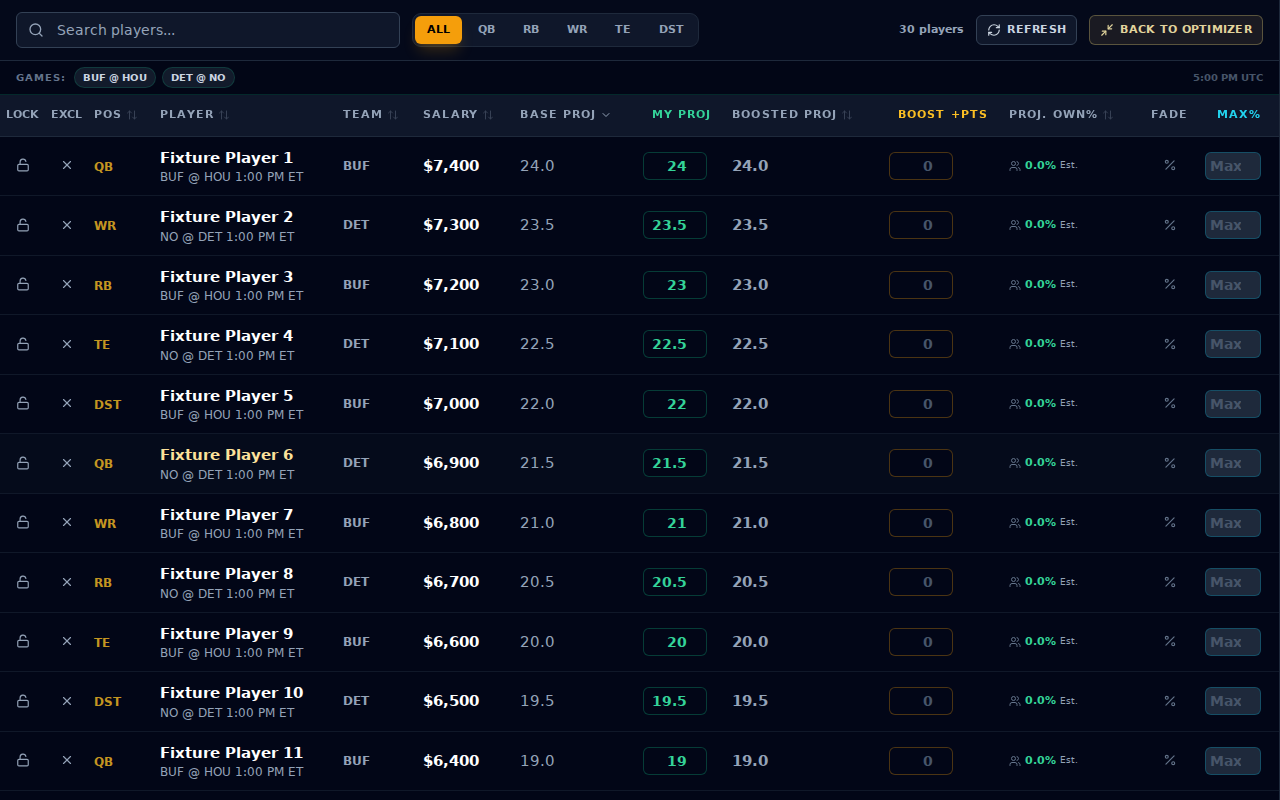 Search players...
ALL QB RB WR TE DST
30 players REFRESH BACK TO OPTIMIZER
GAMES: BUF @ HOU DET @ NO 5:00 PM UTC
LOCK EXCL POS PLAYER TEAM SALARY BASE PROJ MY PROJ BOOSTED PROJ BOOST +PTS PROJ. OWN% FADE MAX%
QB Fixture Player 1 BUF $7,400 24.0 24 24.0 0 0.0% Est. % Max
BUF @ HOU 1:00 PM ET
WR Fixture Player 2 DET $7,300 23.5 23.5 23.5 0 0.0% Est. % Max
NO @ DET 1:00 PM ET
RB Fixture Player 3 BUF $7,200 23.0 23 23.0 0 0.0% Est. % Max
BUF @ HOU 1:00 PM ET
TE Fixture Player 4 DET $7,100 22.5 22.5 22.5 0 0.0% Est. % Max
NO @ DET 1:00 PM ET
DST Fixture Player 5 BUF $7,000 22.0 22 22.0 0 0.0% Est. % Max
BUF @ HOU 1:00 PM ET
QB Fixture Player 6 DET $6,900 21.5 21.5 21.5 0 0.0% Est. % Max
NO @ DET 1:00 PM ET
WR Fixture Player 7 BUF $6,800 21.0 21 21.0 0 0.0% Est. % Max
BUF @ HOU 1:00 PM ET
RB Fixture Player 8 DET $6,700 20.5 20.5 20.5 0 0.0% Est. % Max
NO @ DET 1:00 PM ET
TE Fixture Player 9 BUF $6,600 20.0 20 20.0 0 0.0% Est. % Max
BUF @ HOU 1:00 PM ET
DST Fixture Player 10 DET $6,500 19.5 19.5 19.5 0 0.0% Est. % Max
NO @ DET 1:00 PM ET
QB Fixture Player 11 BUF $6,400 19.0 19 19.0 0 0.0% Est. % Max
BUF @ HOU 1:00 PM ET